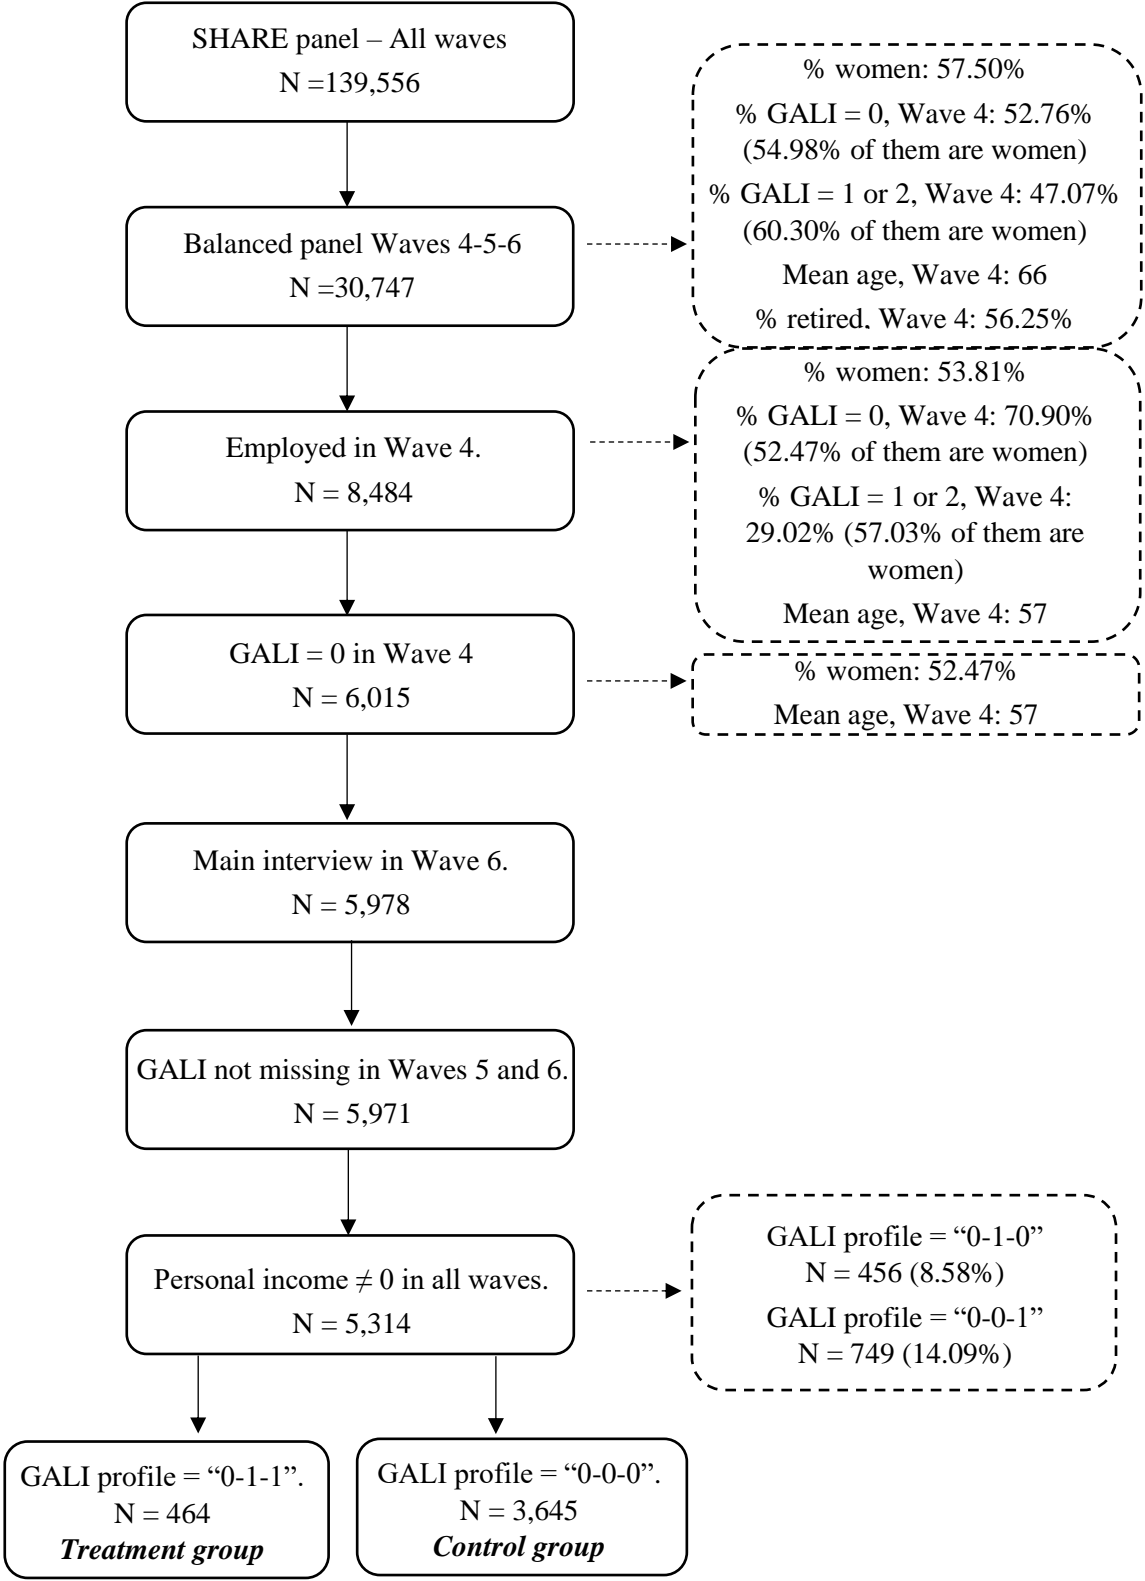 SHARE panel – All waves
N =139,556
% women: 57.50%
% GALI = 0, Wave 4: 52.76%
(54.98% of them are women)
% GALI = 1 or 2, Wave 4: 47.07%
(60.30% of them are women)
Mean age, Wave 4: 66
% retired, Wave 4: 56.25%
Balanced panel Waves 4-5-6
N =30,747
% women: 53.81%
% GALI = 0, Wave 4: 70.90%
(52.47% of them are women)
% GALI = 1 or 2, Wave 4:
29.02% (57.03% of them are
women)
Mean age, Wave 4: 57
Employed in Wave 4.
N = 8,484
GALI = 0 in Wave 4
N = 6,015
% women: 52.47%
Mean age, Wave 4: 57
Main interview in Wave 6.
N = 5,978
GALI not missing in Waves 5 and 6.
N = 5,971
Personal income ≠ 0 in all waves.
N = 5,314
GALI profile = “0-1-0”
N = 456 (8.58%)
GALI profile = “0-0-1”
N = 749 (14.09%)
GALI profile = “0-1-1”.
N = 464
Treatment group
GALI profile = “0-0-0”.
N = 3,645
Control group